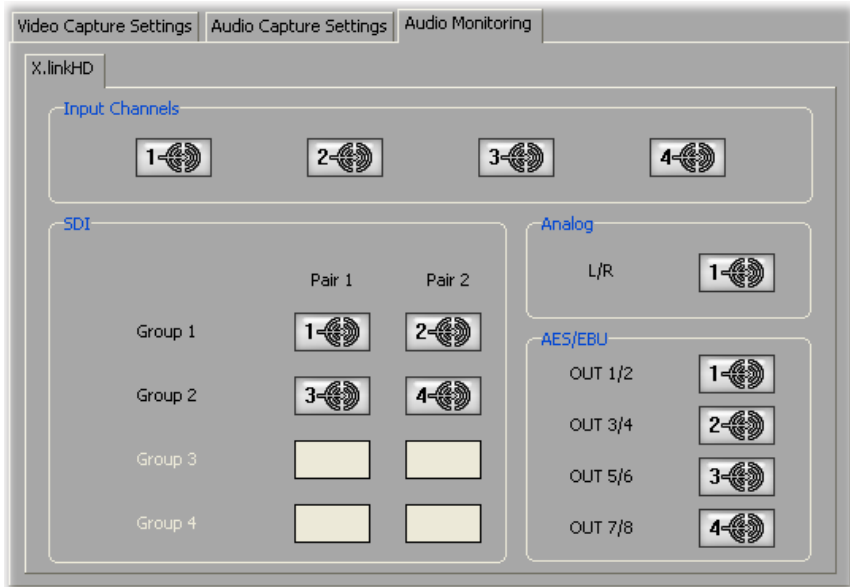 Video Capture Settings Audio Capture Settings Audio Monitoring
X.linkHD
Input Channels
1 2 3 4
SDI
Pair 1 Pair 2
Group 1 1 2
Group 2 3 4
Group 3
Group 4
Analog
L/R 1
AES/EBU
OUT 1/2 1
OUT 3/4 2
OUT 5/6 3
OUT 7/8 4